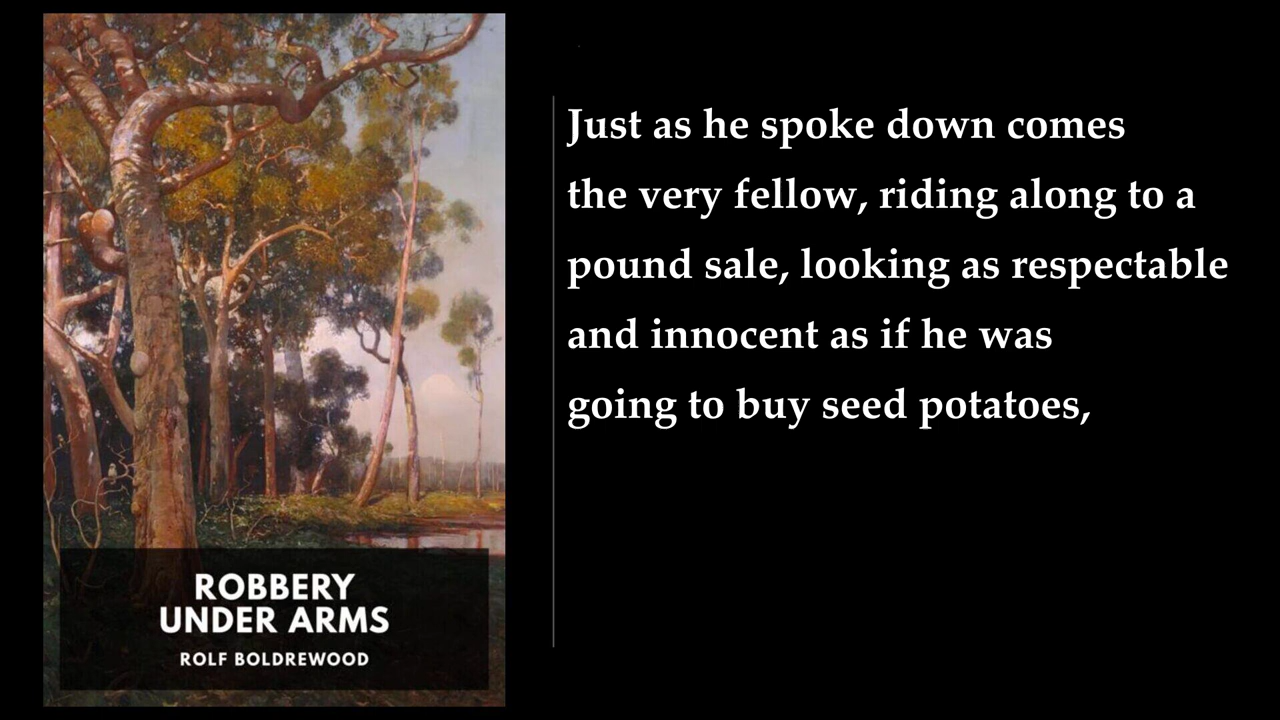 Just as he spoke down comes
the very fellow, riding along to a
pound sale, looking as respectable
and innocent as if he was
going to buy seed potatoes,
ROBBERY
UNDER ARMS
ROLF BOLDREWOOD